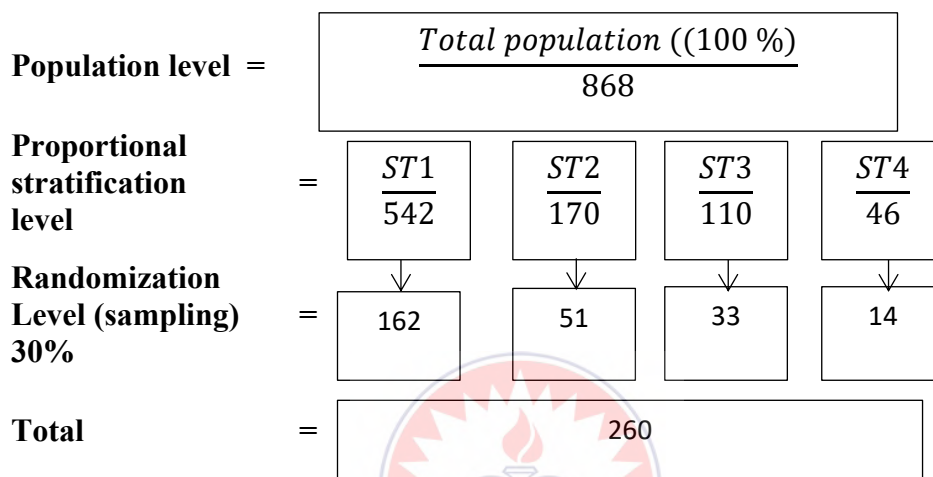 Total population ((100 %)
Population level =
868
Proportional
stratification
level
=
ST1 ST2 ST3 ST4
542 170 110 46
Randomization
Level (sampling)
30%
=
162 51 33 14
Total = 260